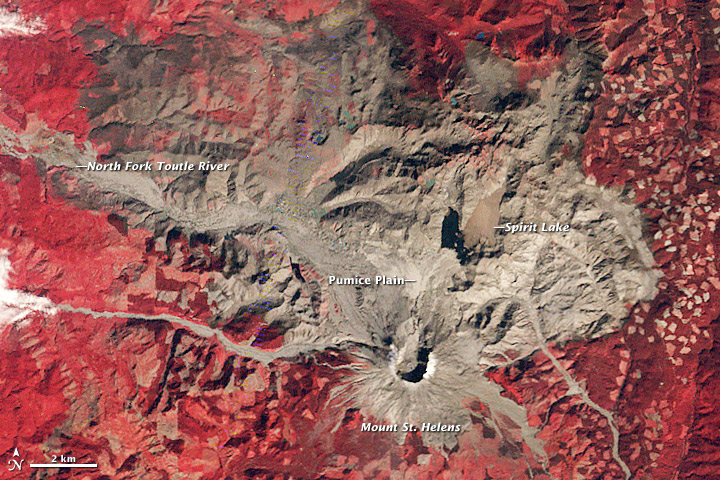 North Fork Toutle River
Spirit Lake
Pumice Plain
Mount St. Helens
N
2 km